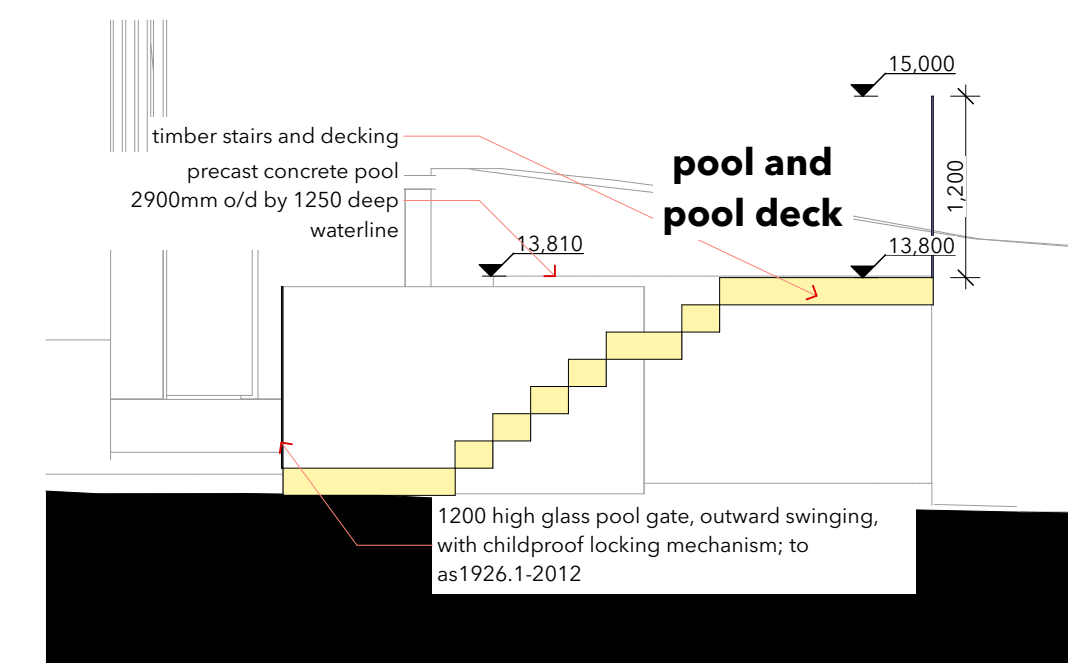 15,000
timber stairs and decking
precast concrete pool
2900mm o/d by 1250 deep
waterline
pool and
pool deck
1,200
13,810
13,800
1200 high glass pool gate, outward swinging,
with childproof locking mechanism; to
as1926.1-2012